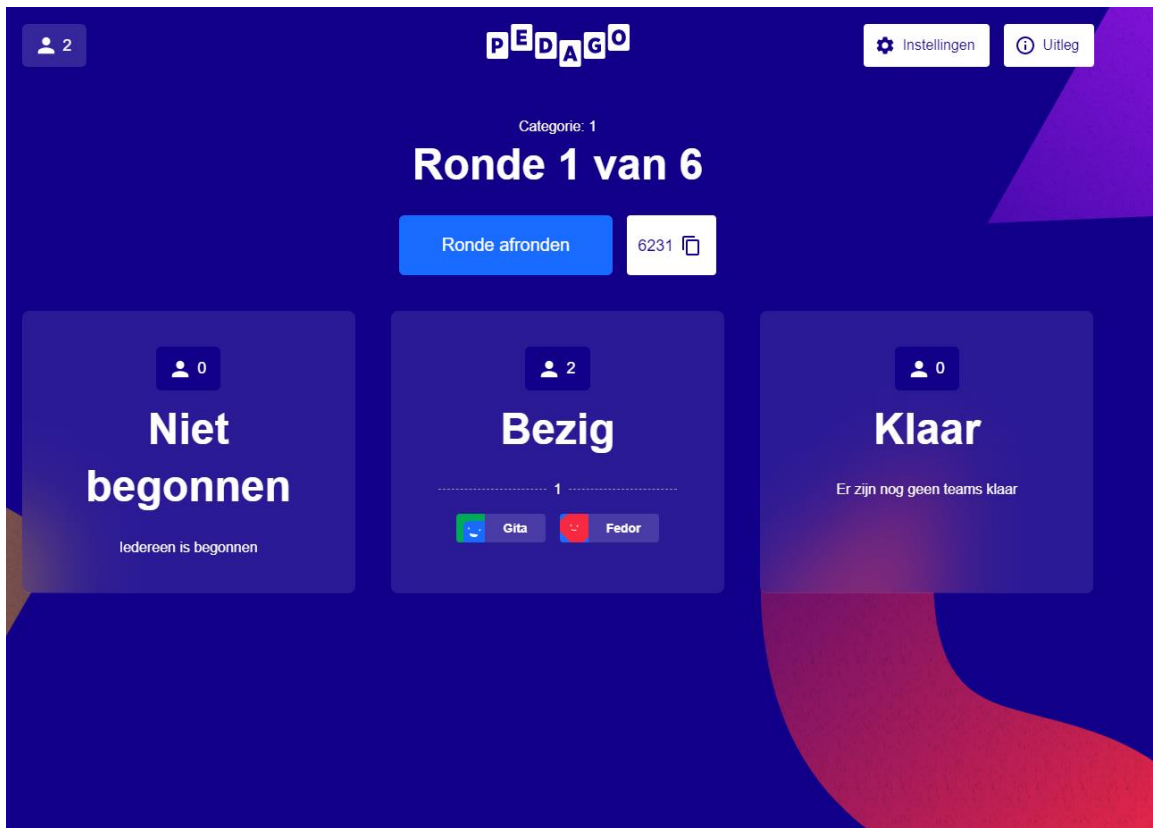 2
PEDAGO
Instellingen
Uitleg
Categorie: 1
Ronde 1 van 6
Ronde afronden
6231
0
Niet
begonnen
Iedereen is begonnen
2
Bezig
1
Gita
Fedor
0
Klaar
Er zijn nog geen teams klaar